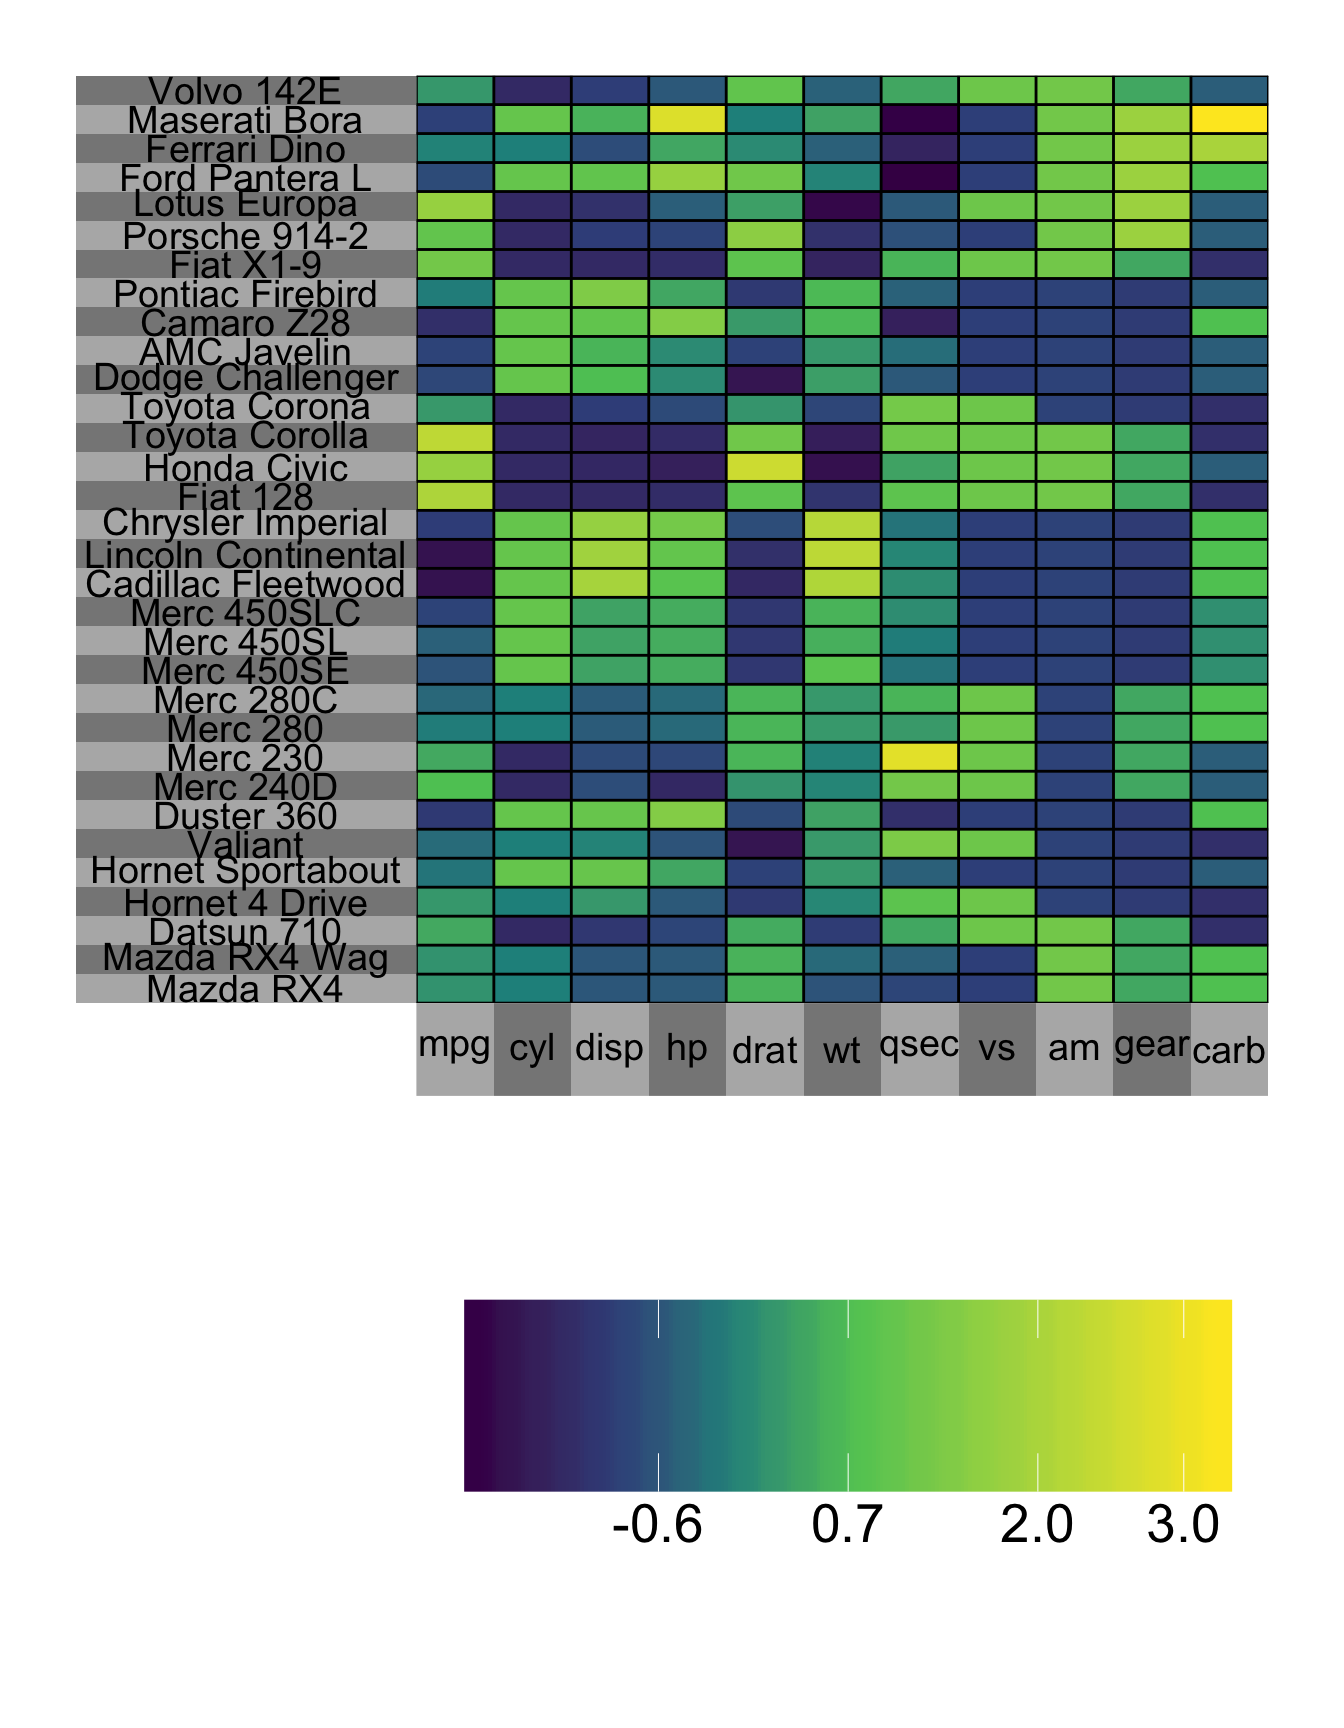 Volvo 142E
Maserati Bora
Ferrari Dino
Ford Pantera L
Lotus Europa
Porsche 914-2
Fiat X1-9
Pontiac Firebird
Camaro Z28
AMC Javelin
Dodge Challenger
Toyota Corona
Toyota Corolla
Honda Civic
Fiat 128
Chrysler Imperial
Lincoln Continental
Cadillac Fleetwood
Merc 450SLC
Merc 450SL
Merc 450SE
Merc 280C
Merc 280
Merc 230
Merc 240D
Duster 360
Valiant
Hornet Sportabout
Hornet 4 Drive
Datsun 710
Mazda RX4 Wag
Mazda RX4
mpg cyl disp hp drat wt qsec vs am gear carb
-0.6 0.7 2.0 3.0